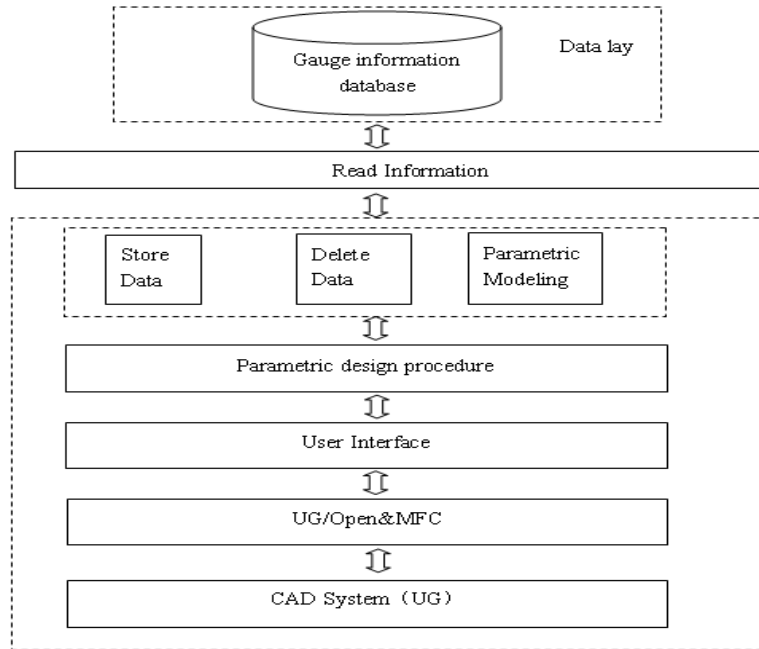 Data lay
Gauge information
database
Read Information
Store
Data
Delete
Data
Parametric
Modeling
Parametric design procedure
User Interface
UG/Open&MFC
CAD System（UG）